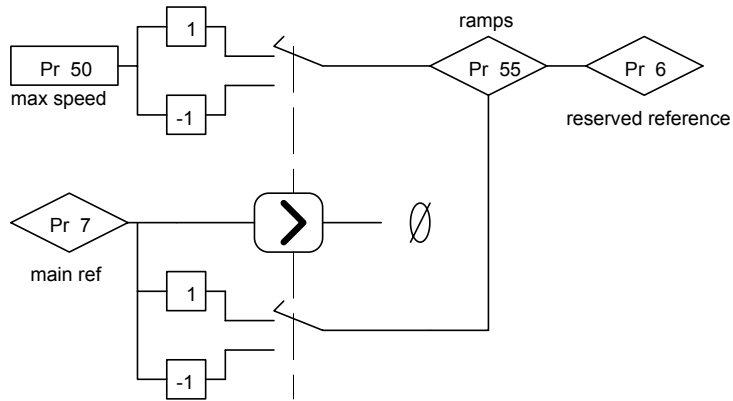 ramps
1
Pr 50
Pr 55
Pr 6
max speed
-1
reserved reference
Pr 7
>
Ø
main ref
1
-1